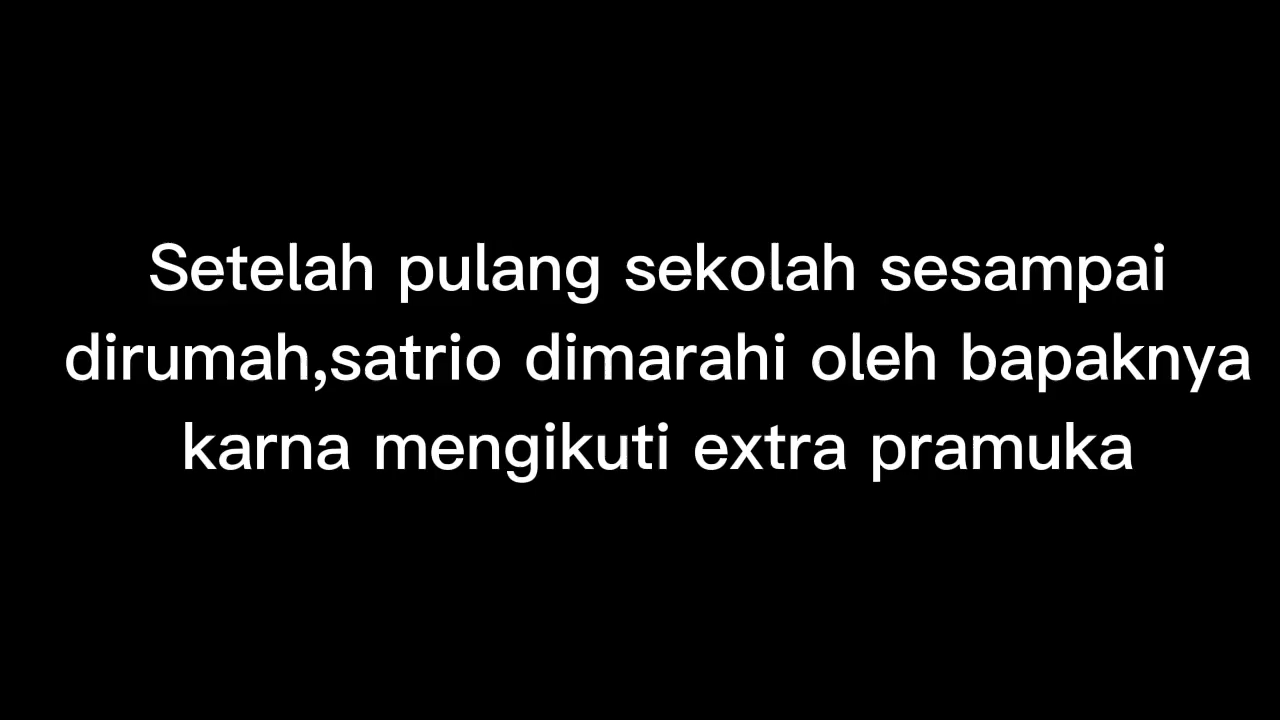 Setelah pulang sekolah sesampai
dirumah,satrio dimarahi oleh bapaknya
karna mengikuti extra pramuka